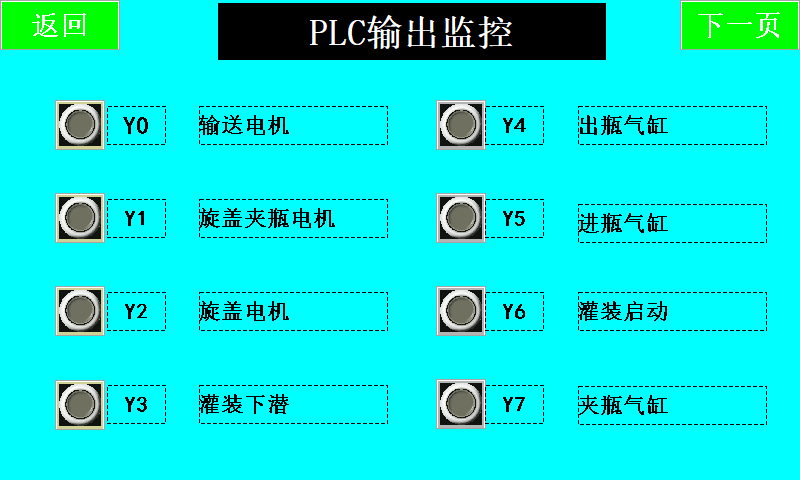 返回
PLC输出监控
下一页
Y0 输送电机
Y4 出瓶气缸
Y1 旋盖夹瓶电机
Y5 进瓶气缸
Y2 旋盖电机
Y6 灌装启动
Y3 灌装下潜
Y7 夹瓶气缸